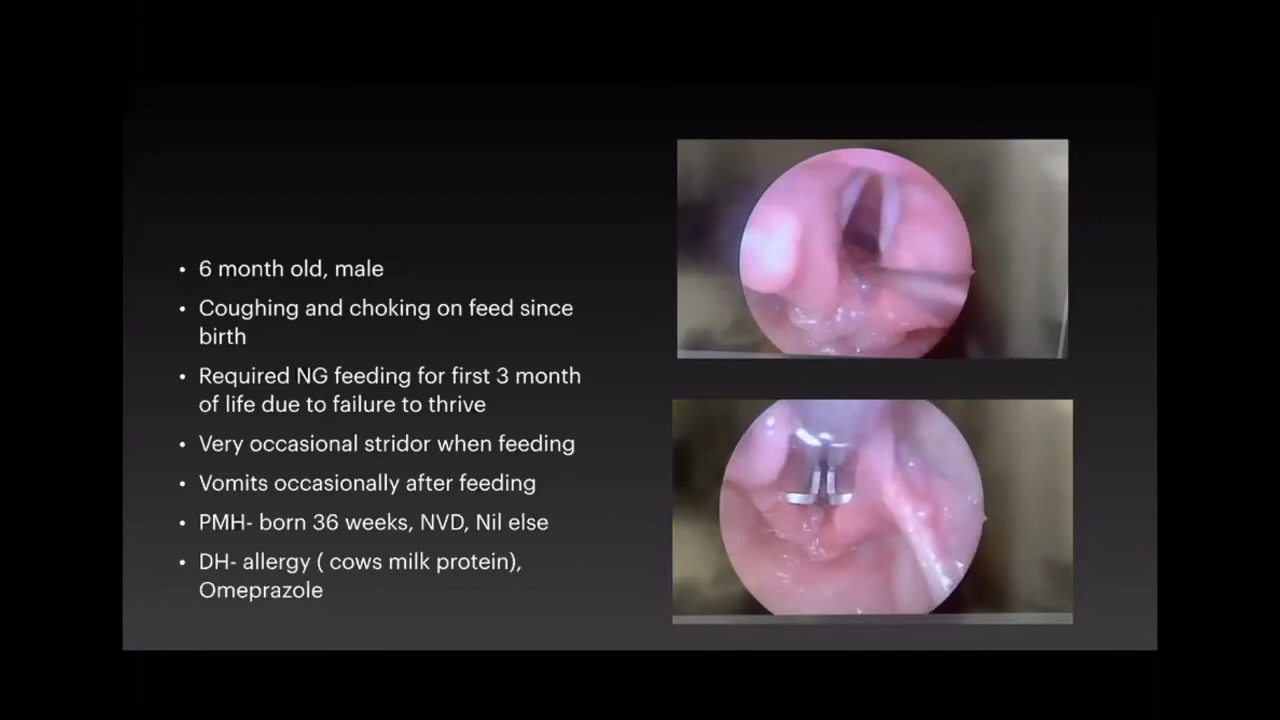 • 6 month old, male
• Coughing and choking on feed since
birth
• Required NG feeding for first 3 month
of life due to failure to thrive
• Very occasional stridor when feeding
• Vomits occasionally after feeding
• PMH- born 36 weeks, NVD, Nil else
• DH- allergy ( cows milk protein),
Omeprazole